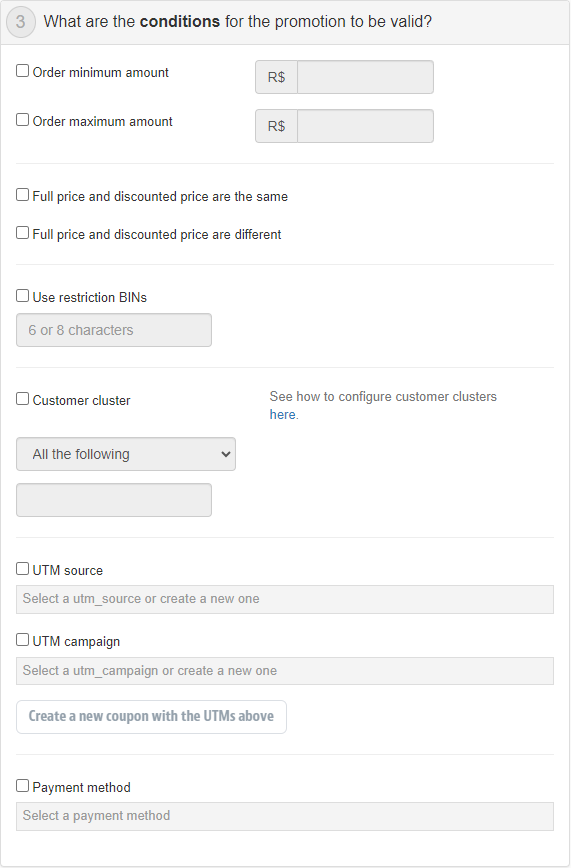 3 What are the conditions for the promotion to be valid?
Order minimum amount R$
Order maximum amount R$
Full price and discounted price are the same
Full price and discounted price are different
Use restriction BINs
6 or 8 characters
Customer cluster
See how to configure customer clusters
here.
All the following
UTM source
Select a utm_source or create a new one
UTM campaign
Select a utm_campaign or create a new one
Create a new coupon with the UTMs above
Payment method
Select a payment method